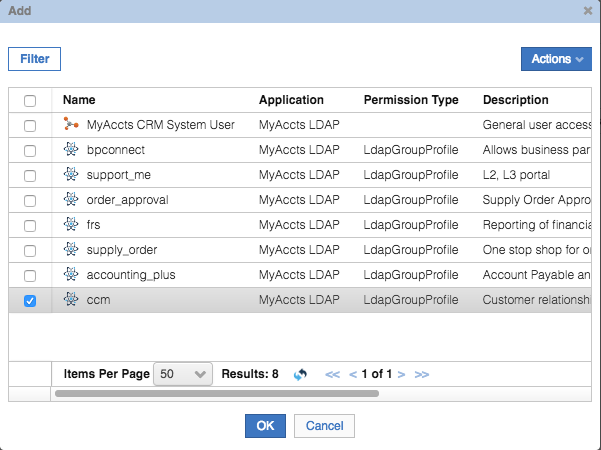 Add
Filter Actions
Name Application Permission Type Description
MyAccts CRM System User MyAccts LDAP General user access
bpconnect MyAccts LDAP LdapGroupProfile Allows business par
support_me MyAccts LDAP LdapGroupProfile L2, L3 portal
order_approval MyAccts LDAP LdapGroupProfile Supply Order Appro
frs MyAccts LDAP LdapGroupProfile Reporting of financia
supply_order MyAccts LDAP LdapGroupProfile One stop shop for o
accounting_plus MyAccts LDAP LdapGroupProfile Account Payable an
ccm MyAccts LDAP LdapGroupProfile Customer relationsh
Items Per Page 50 Results: 8 << < 1 of 1 > >>
OK Cancel